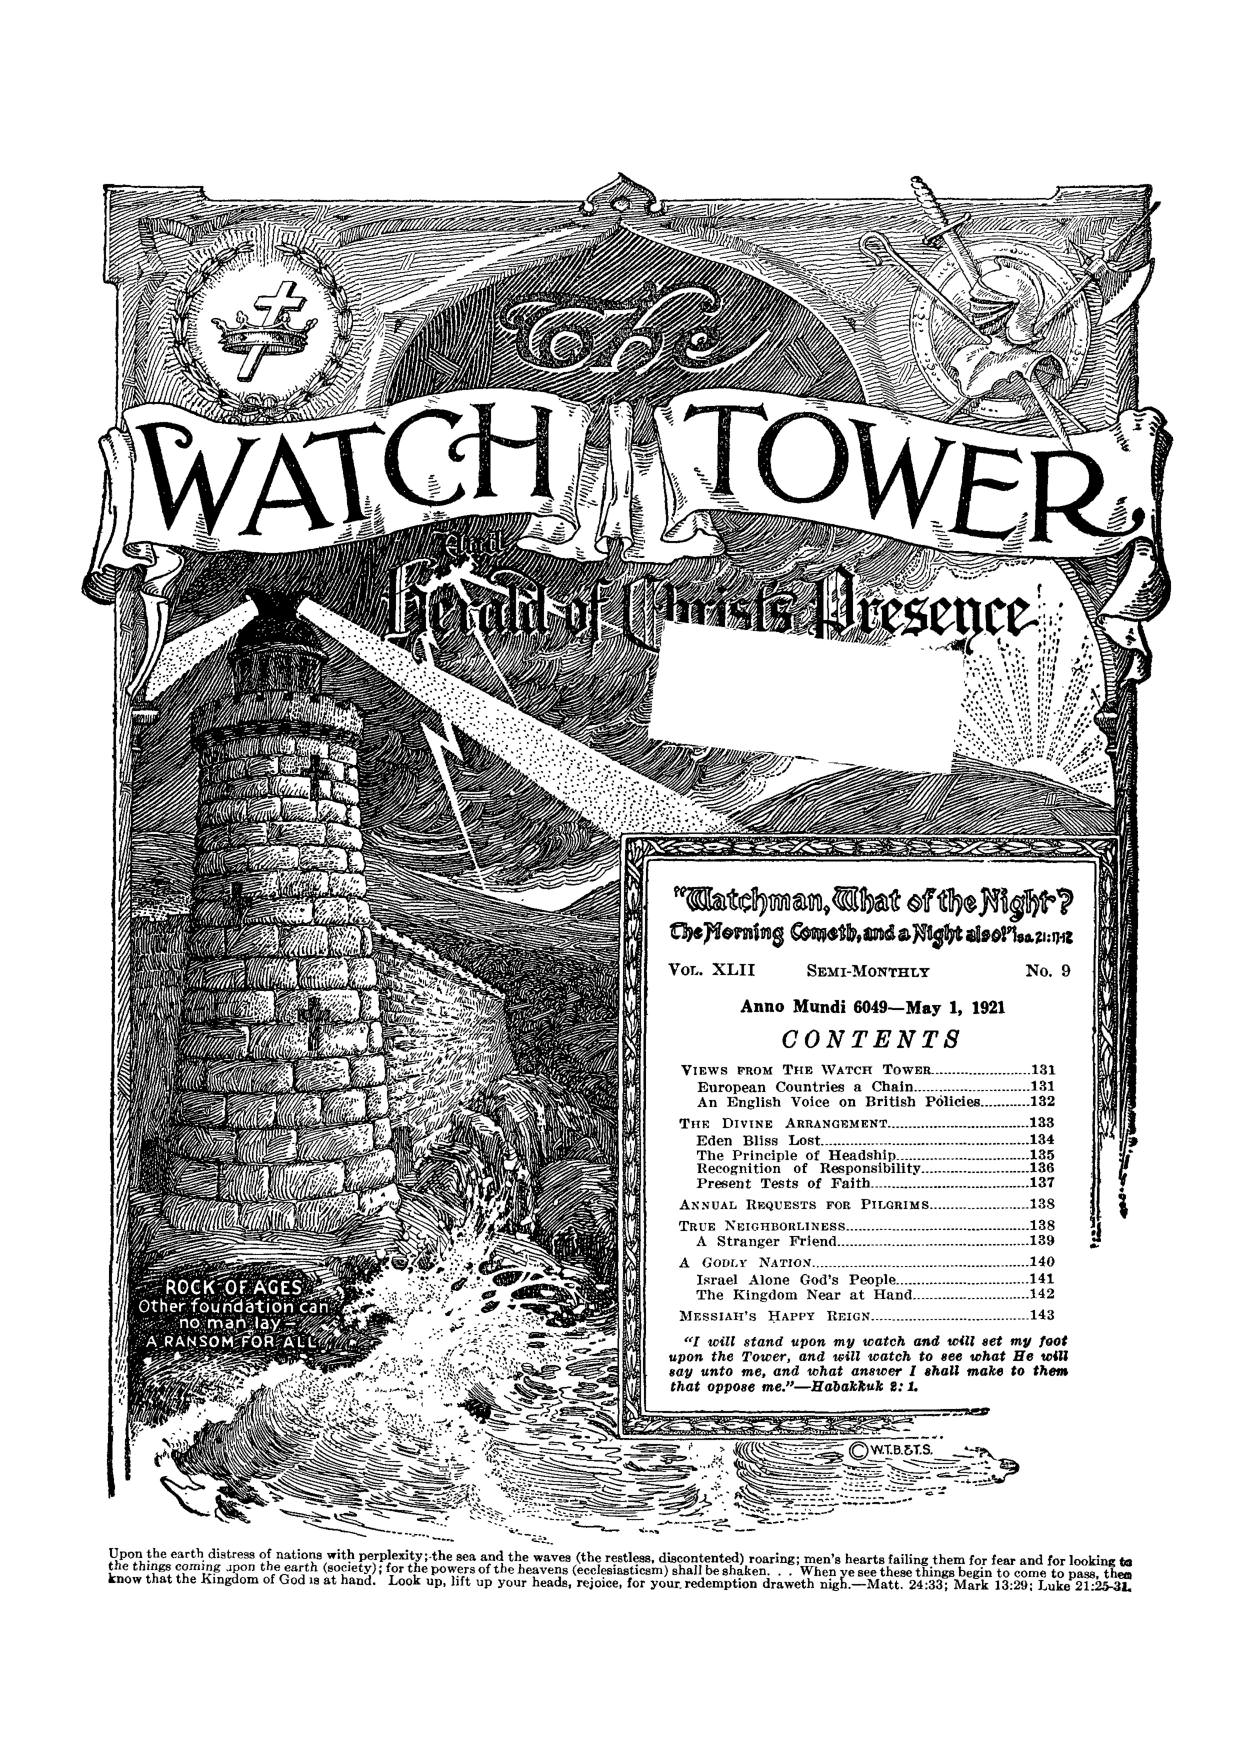 The
WATCH TOWER
And
Herald of Christ's Presence
"Watchman, What of the Night?
The Morning Cometh, and a Night also!" Isa. 21:11-12
VOL. XLII SEMI-MONTHLY No. 9
Anno Mundi 6049—May 1, 1921
CONTENTS
VIEWS FROM THE WATCH TOWER........................131
European Countries a Chain............................131
An English Voice on British Policies............132
THE DIVINE ARRANGEMENT..................................133
Eden Bliss Lost..................................................134
The Principle of Headship................................135
Recognition of Responsibility..........................136
Present Tests of Faith......................................137
ANNUAL REQUESTS FOR PILGRIMS........................138
TRUE NEIGHBORLINESS............................................138
A Stranger Friend..............................................139
A GODLY NATION....................................................140
Israel Alone God's People................................141
The Kingdom Near at Hand............................142
MESSIAH'S HAPPY REIGN......................................143
"I will stand upon my watch and will set my foot
upon the Tower, and will watch to see what He will
say unto me, and what answer I shall make to them
that oppose me."—Habakkuk 2: 1.
ROCK OF AGES
Other foundation can
no man lay —
A RANSOM FOR ALL
© W.T.B.&T.S.
Upon the earth distress of nations with perplexity; the sea and the waves (the restless, discontented) roaring; men's hearts failing them for fear and for looking to
the things coming upon the earth (society); for the powers of the heavens (ecclesiasticsm) shall be shaken. . . When ye see these things begin to come to pass, then
know that the Kingdom of God is at hand. Look up, lift up your heads, rejoice, for your redemption draweth nigh.—Matt. 24:33; Mark 13:29; Luke 21:25-31.